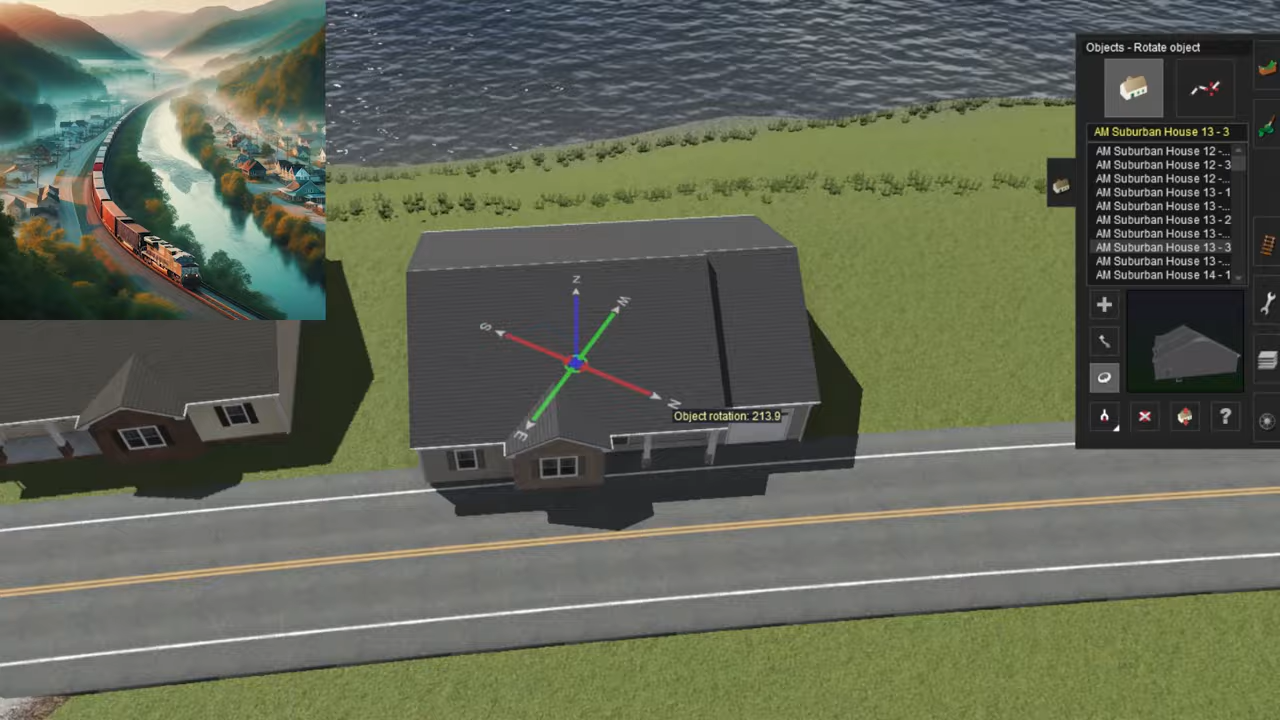 Objects - Rotate object
AM Suburban House 13 - 3
AM Suburban House 12 -...
AM Suburban House 12 - 3
AM Suburban House 12 -...
AM Suburban House 13 - 1
AM Suburban House 13 -...
AM Suburban House 13 - 2
AM Suburban House 13 -...
AM Suburban House 13 - 3
AM Suburban House 13 -...
AM Suburban House 14 - 1
Z
W
S
N
Object rotation: 213.9
E
?